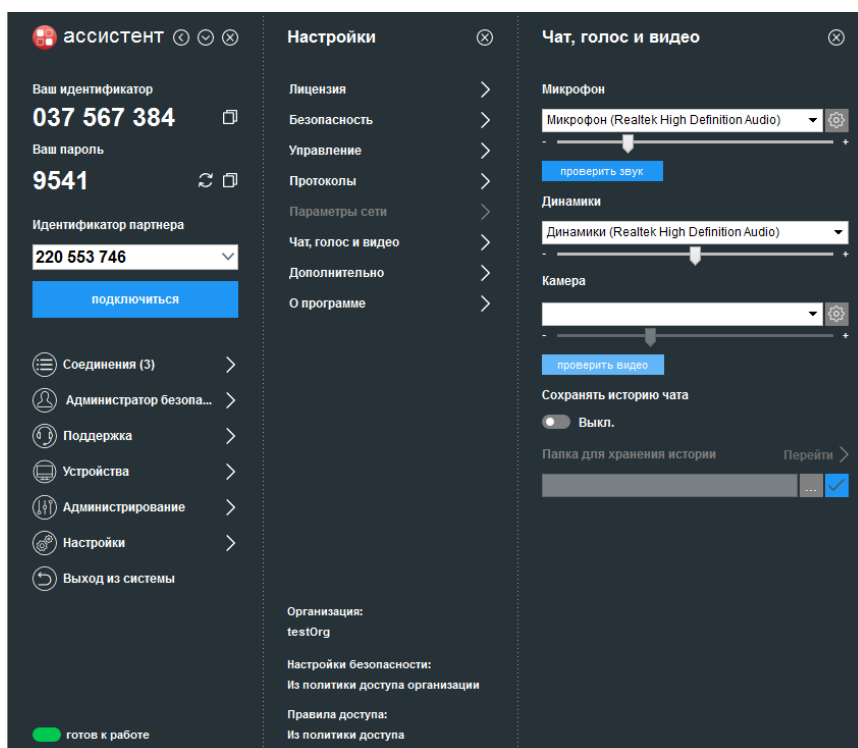 ассистент
Ваш идентификатор
037 567 384
Ваш пароль
9541
Идентификатор партнера
220 553 746
подключиться
Соединения (3)
Администратор безопа...
Поддержка
Устройства
Администрирование
Настройки
Выход из системы
готов к работе
Настройки
Лицензия
Безопасность
Управление
Протоколы
Параметры сети
Чат, голос и видео
Дополнительно
О программе
Организация:
testOrg
Настройки безопасности:
Из политики доступа организации
Правила доступа:
Из политики доступа
Чат, голос и видео
Микрофон
Микрофон (Realtek High Definition Audio)
- +
проверить звук
Динамики
Динамики (Realtek High Definition Audio)
- +
Камера
- +
проверить видео
Сохранять историю чата
Выкл.
Папка для хранения истории Перейти
...